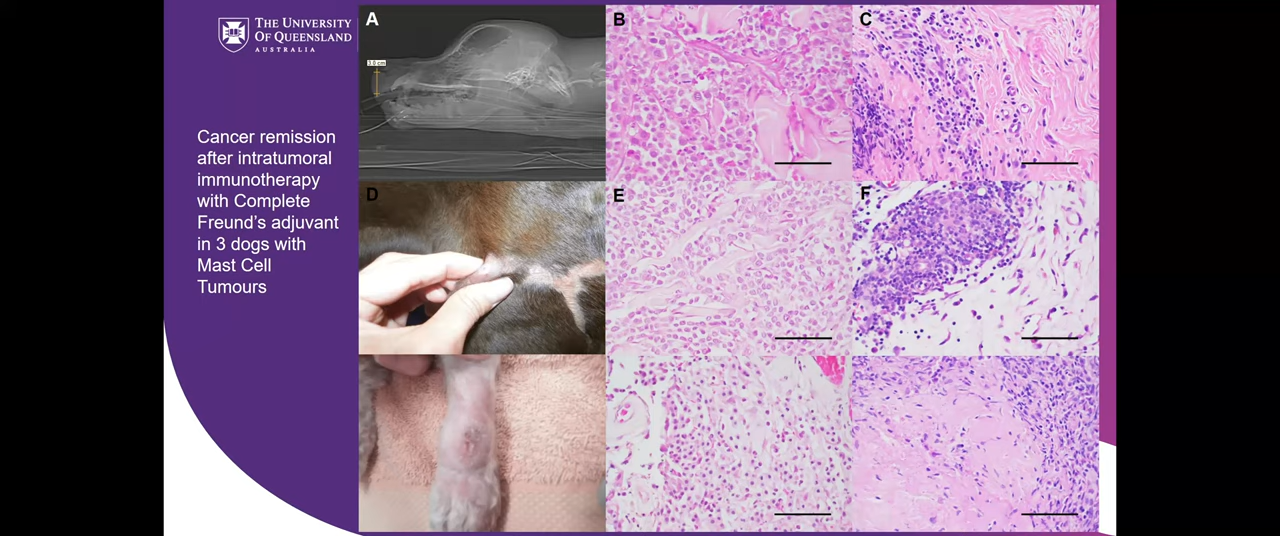 THE UNIVERSITY
OF QUEENSLAND
AUSTRALIA
Cancer remission
after intratumoral
immunotherapy
with Complete
Freund's adjuvant
in 3 dogs with
Mast Cell
Tumours
A
B
C
D
E
F